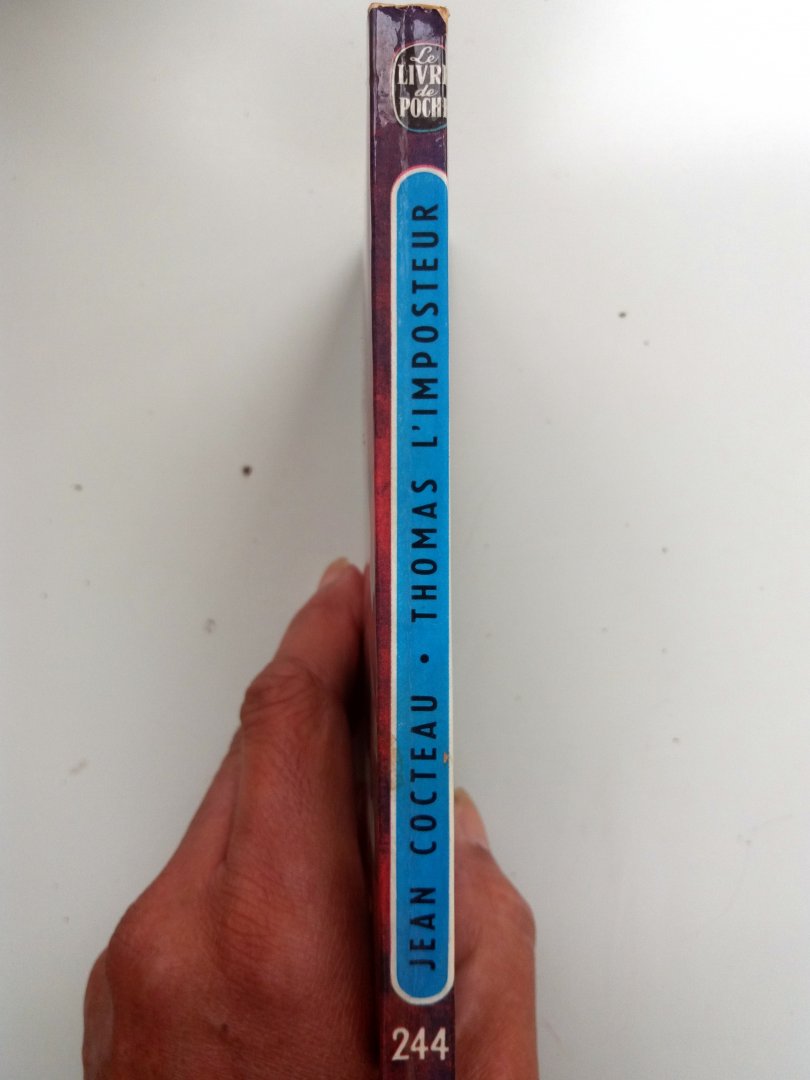 Le
LIVRE
de
POCHE
JEAN COCTEAU • THOMAS L'IMPOSTEUR
244